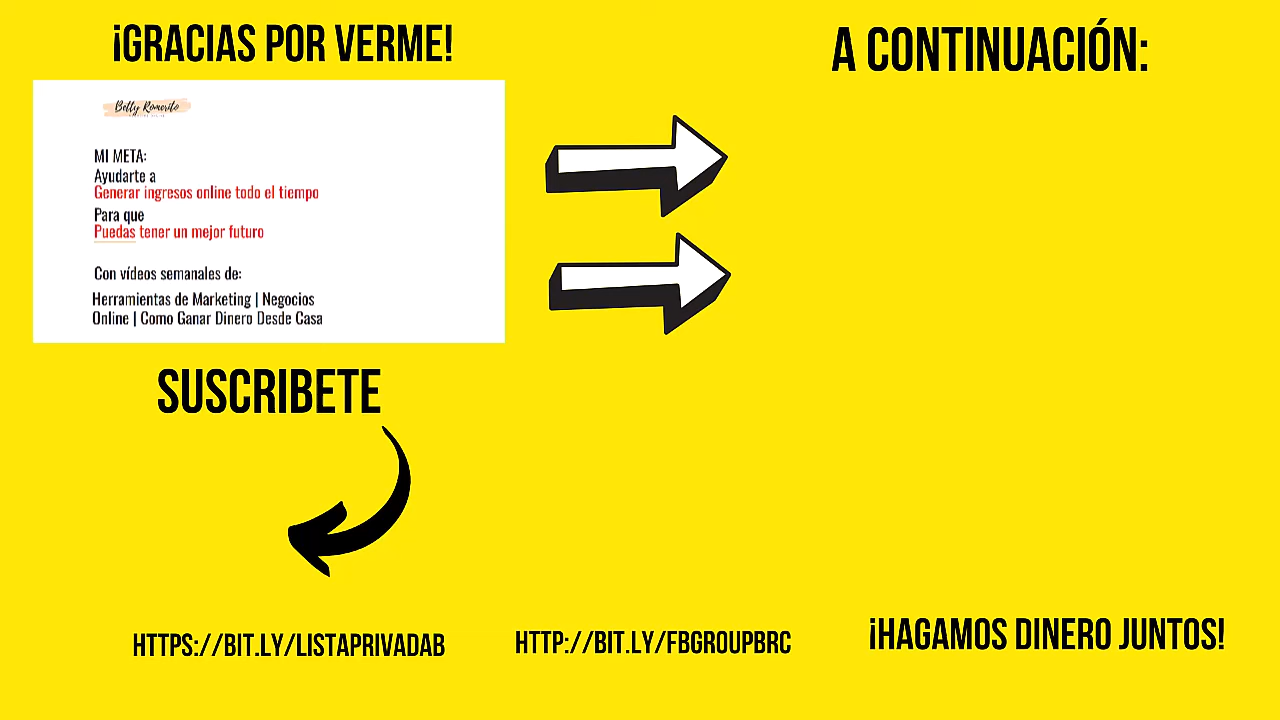 ¡GRACIAS POR VERME!
A CONTINUACIÓN:
Betty Romerito
MI META:
Ayudarte a
Generar ingresos online todo el tiempo
Para que
Puedas tener un mejor futuro
Con vídeos semanales de:
Herramientas de Marketing | Negocios
Online | Como Ganar Dinero Desde Casa
SUSCRIBETE
HTTPS://BIT.LY/LISTAPRIVADAB
HTTP://BIT.LY/FBGROUPBRC
¡HAGAMOS DINERO JUNTOS!